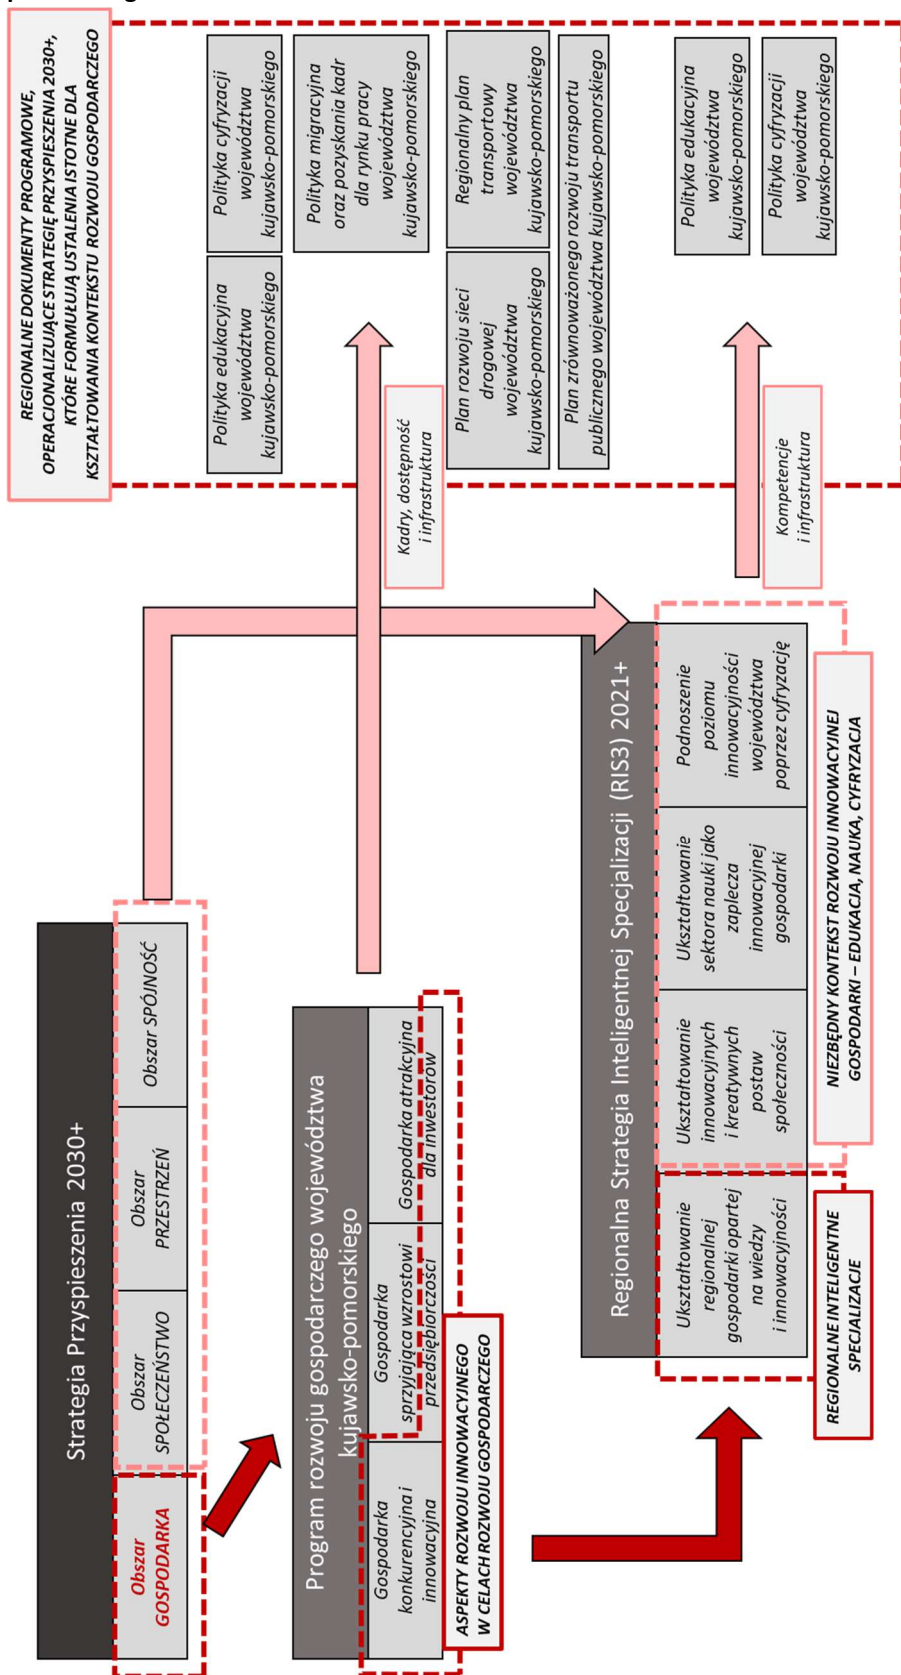 Strategia Przyspieszenia 2030+
Obszar
GOSPODARKA
Obszar
SPOŁECZEŃSTWO
Obszar
PRZESTRZEŃ
Obszar SPÓJNOŚĆ
Program rozwoju gospodarczego województwa
kujawsko-pomorskiego
Gospodarka
konkurencyjna i
innowacyjna
Gospodarka
sprzyjająca wzrostowi
przedsiębiorczości
Gospodarka atrakcyjna
dla inwestorów
ASPEKTY ROZWOJU INNOWACYJNEGO
W CELACH ROZWOJU GOSPODARCZEGO
Regionalna Strategia Inteligentnej Specjalizacji (RIS3) 2021+
Ukształtowanie
regionalnej
gospodarki opartej
na wiedzy
i innowacyjności
Ukształtowanie
innowacyjnych
i kreatywnych
postaw
społeczności
Ukształtowanie
sektora nauki jako
zaplecza
innowacyjnej
gospodarki
Podnoszenie
poziomu
innowacyjności
województwa
poprzez cyfryzację
REGIONALNE INTELIGENTNE
SPECJALIZACJE
NIEZBĘDNY KONTEKST ROZWOJU INNOWACYJNEJ
GOSPODARKI – EDUKACJA, NAUKA, CYFRYZACJA
REGIONALNE DOKUMENTY PROGRAMOWE,
OPERACJONALIZUJĄCE STRATEGIĘ PRZYSPIESZENIA 2030+,
KTÓRE FORMUŁUJĄ USTALENIA ISTOTNE DLA
KSZTAŁTOWANIA KONTEKSTU ROZWOJU GOSPODARCZEGO
Polityka edukacyjna
województwa
kujawsko-pomorskiego
Polityka cyfryzacji
województwa
kujawsko-pomorskiego
Polityka migracyjna
oraz pozyskania kadr
dla rynku pracy
województwa
kujawsko-pomorskiego
Kadry, dostępność
i infrastruktura
Plan rozwoju sieci
drogowej
województwa
kujawsko-pomorskiego
Regionalny plan
transportowy
województwa
kujawsko-pomorskiego
Plan zrównoważonego rozwoju transportu
publicznego województwa kujawsko-pomorskiego
Polityka edukacyjna
województwa
kujawsko-pomorskiego
Polityka cyfryzacji
województwa
kujawsko-pomorskiego
Kompetencje
i infrastruktura